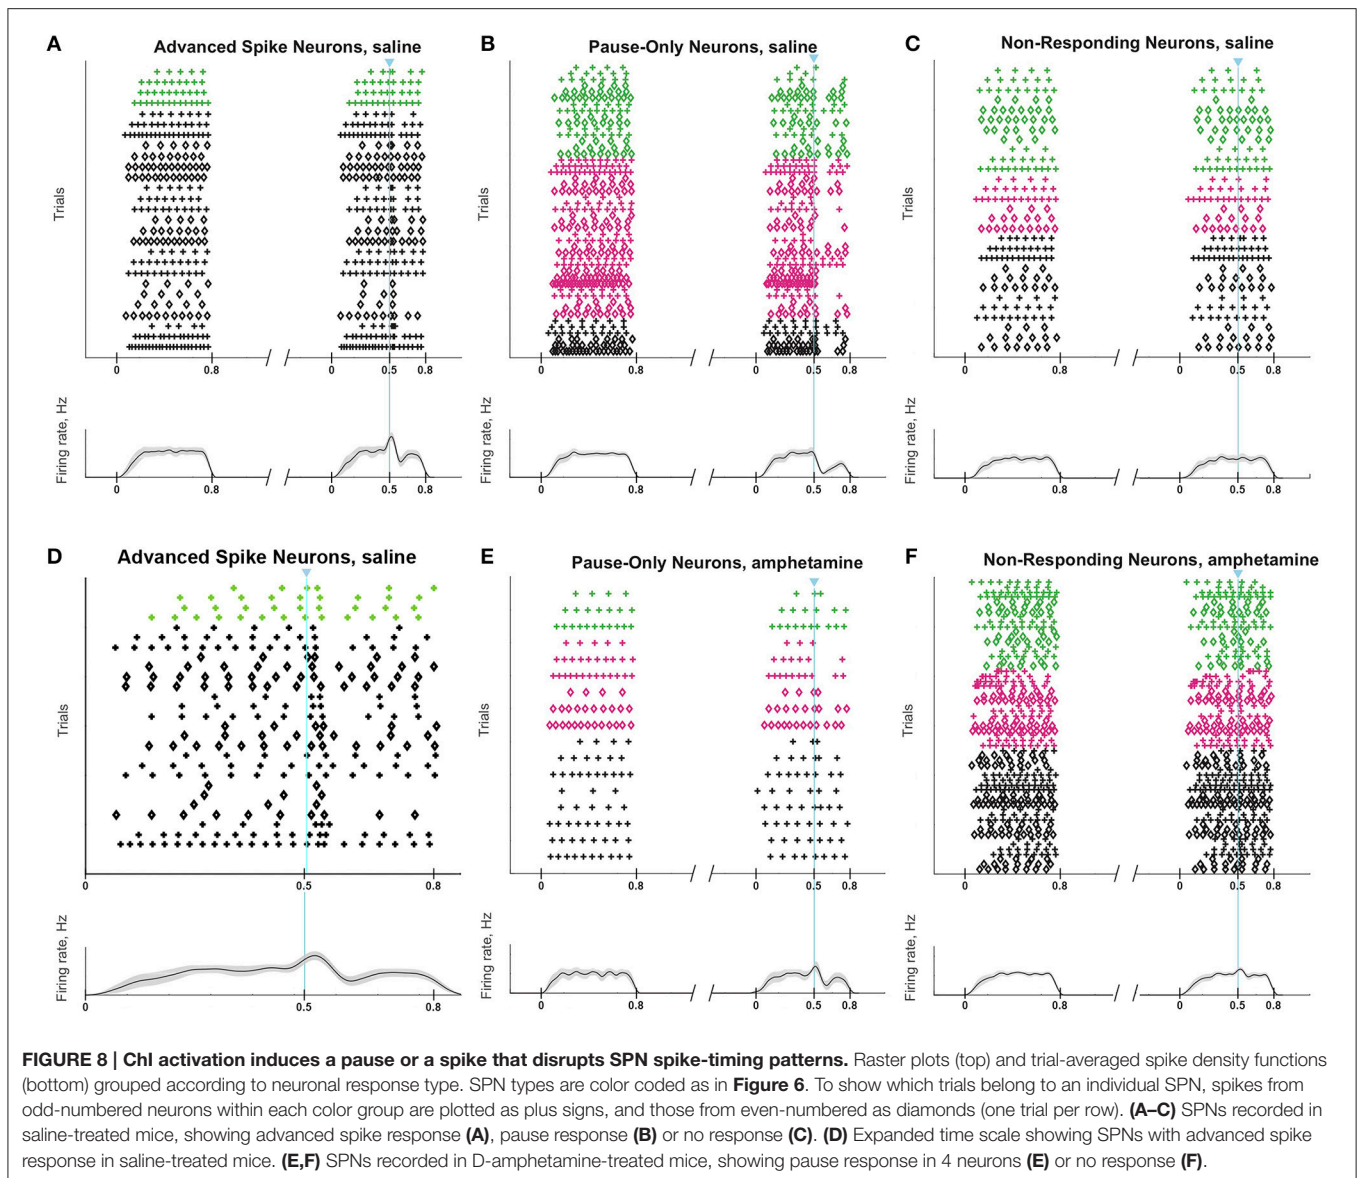 A
Advanced Spike Neurons, saline
B
Pause-Only Neurons, saline
C
Non-Responding Neurons, saline
Trials
Trials
Trials
0 0.8 0 0.5 0.8
0 0.8 0 0.5 0.8
0 0.8 0 0.5 0.8
Firing rate, Hz
Firing rate, Hz
Firing rate, Hz
0 0.8 0 0.5 0.8
0 0.8 0 0.5 0.8
0 0.8 0 0.5 0.8
D
Advanced Spike Neurons, saline
E
Pause-Only Neurons, amphetamine
F
Non-Responding Neurons, amphetamine
Trials
Trials
Trials
0 0.5 0.8
0 0.8 0 0.5 0.8
0 0.8 0 0.5 0.8
Firing rate, Hz
Firing rate, Hz
Firing rate, Hz
0 0.5 0.8
0 0.8 0 0.5 0.8
0 0.8 0 0.5 0.8
FIGURE 8 | ChI activation induces a pause or a spike that disrupts SPN spike-timing patterns. Raster plots (top) and trial-averaged spike density functions
(bottom) grouped according to neuronal response type. SPN types are color coded as in Figure 6. To show which trials belong to an individual SPN, spikes from
odd-numbered neurons within each color group are plotted as plus signs, and those from even-numbered as diamonds (one trial per row). (A–C) SPNs recorded in
saline-treated mice, showing advanced spike response (A), pause response (B) or no response (C). (D) Expanded time scale showing SPNs with advanced spike
response in saline-treated mice. (E,F) SPNs recorded in D-amphetamine-treated mice, showing pause response in 4 neurons (E) or no response (F).